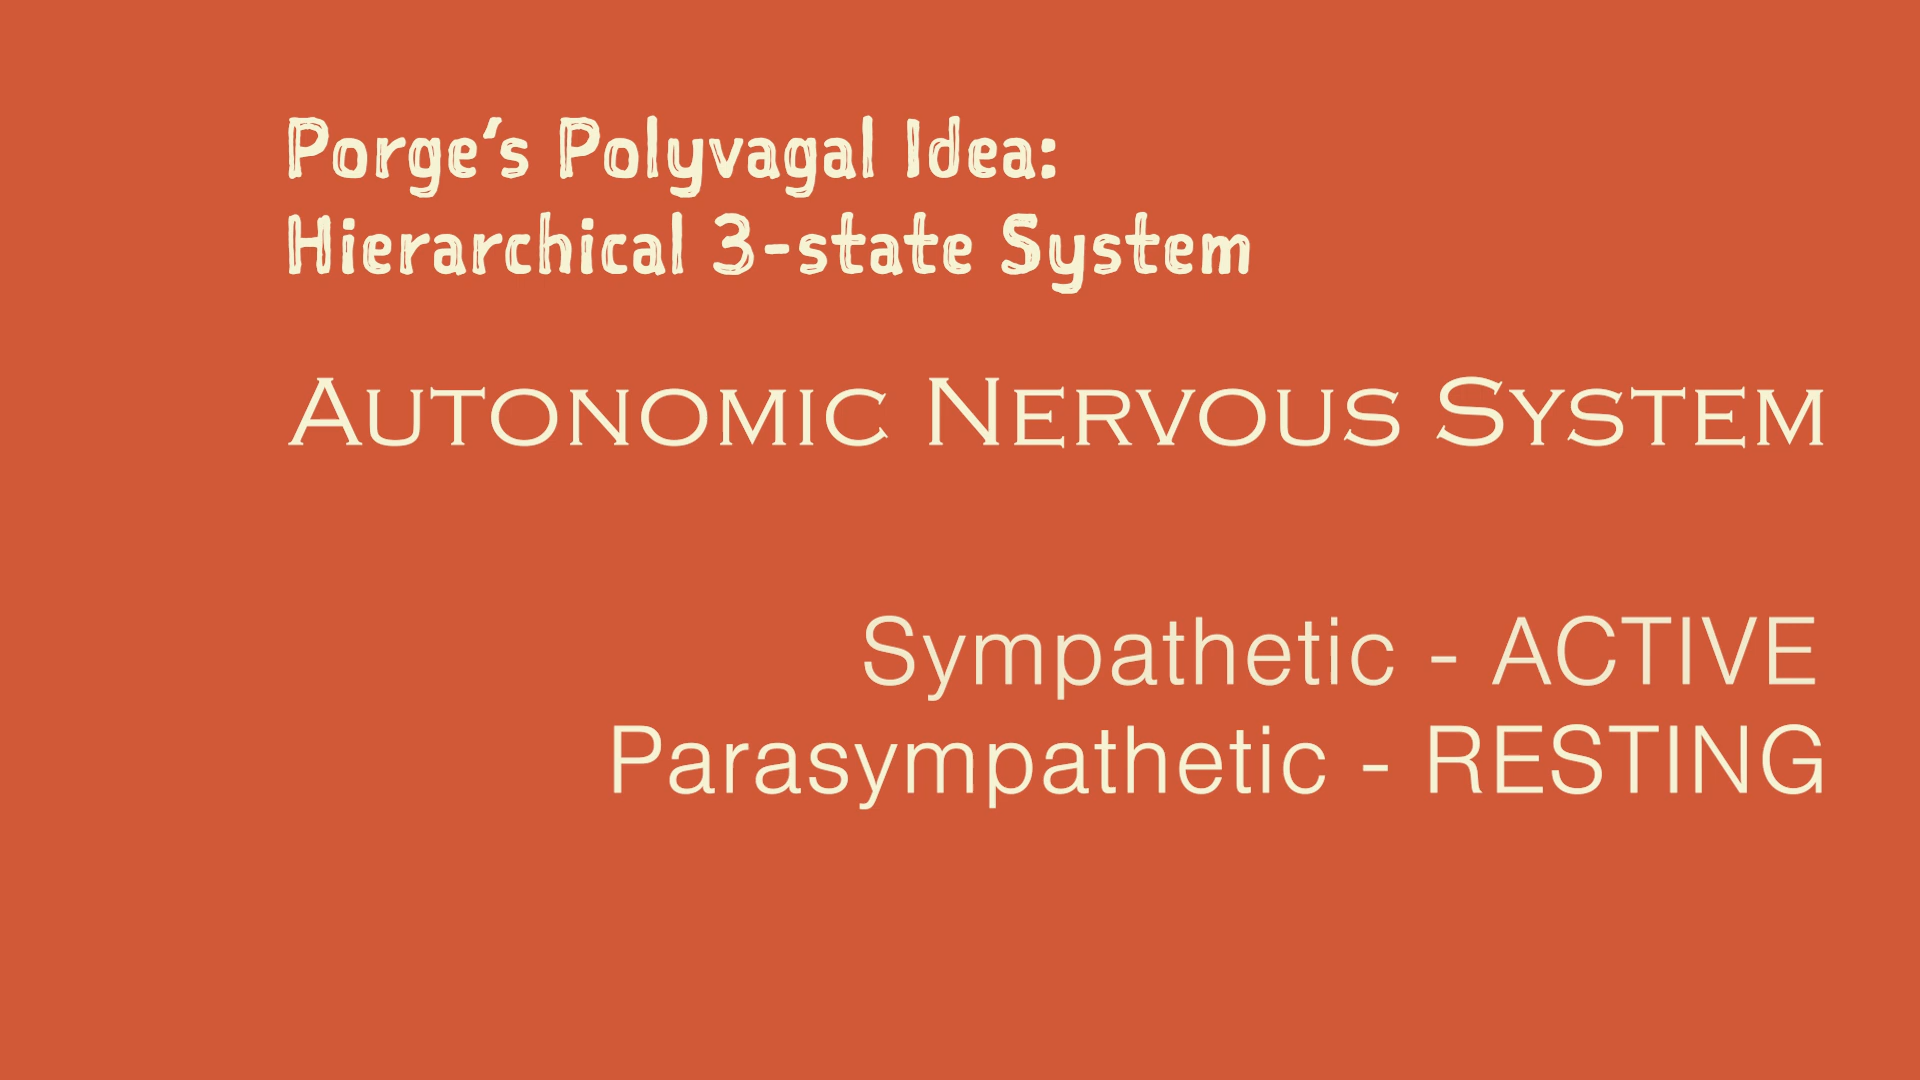 Porge's Polyvagal Idea:
Hierarchical 3-state System
Autonomic Nervous System
Sympathetic - ACTIVE
Parasympathetic - RESTING